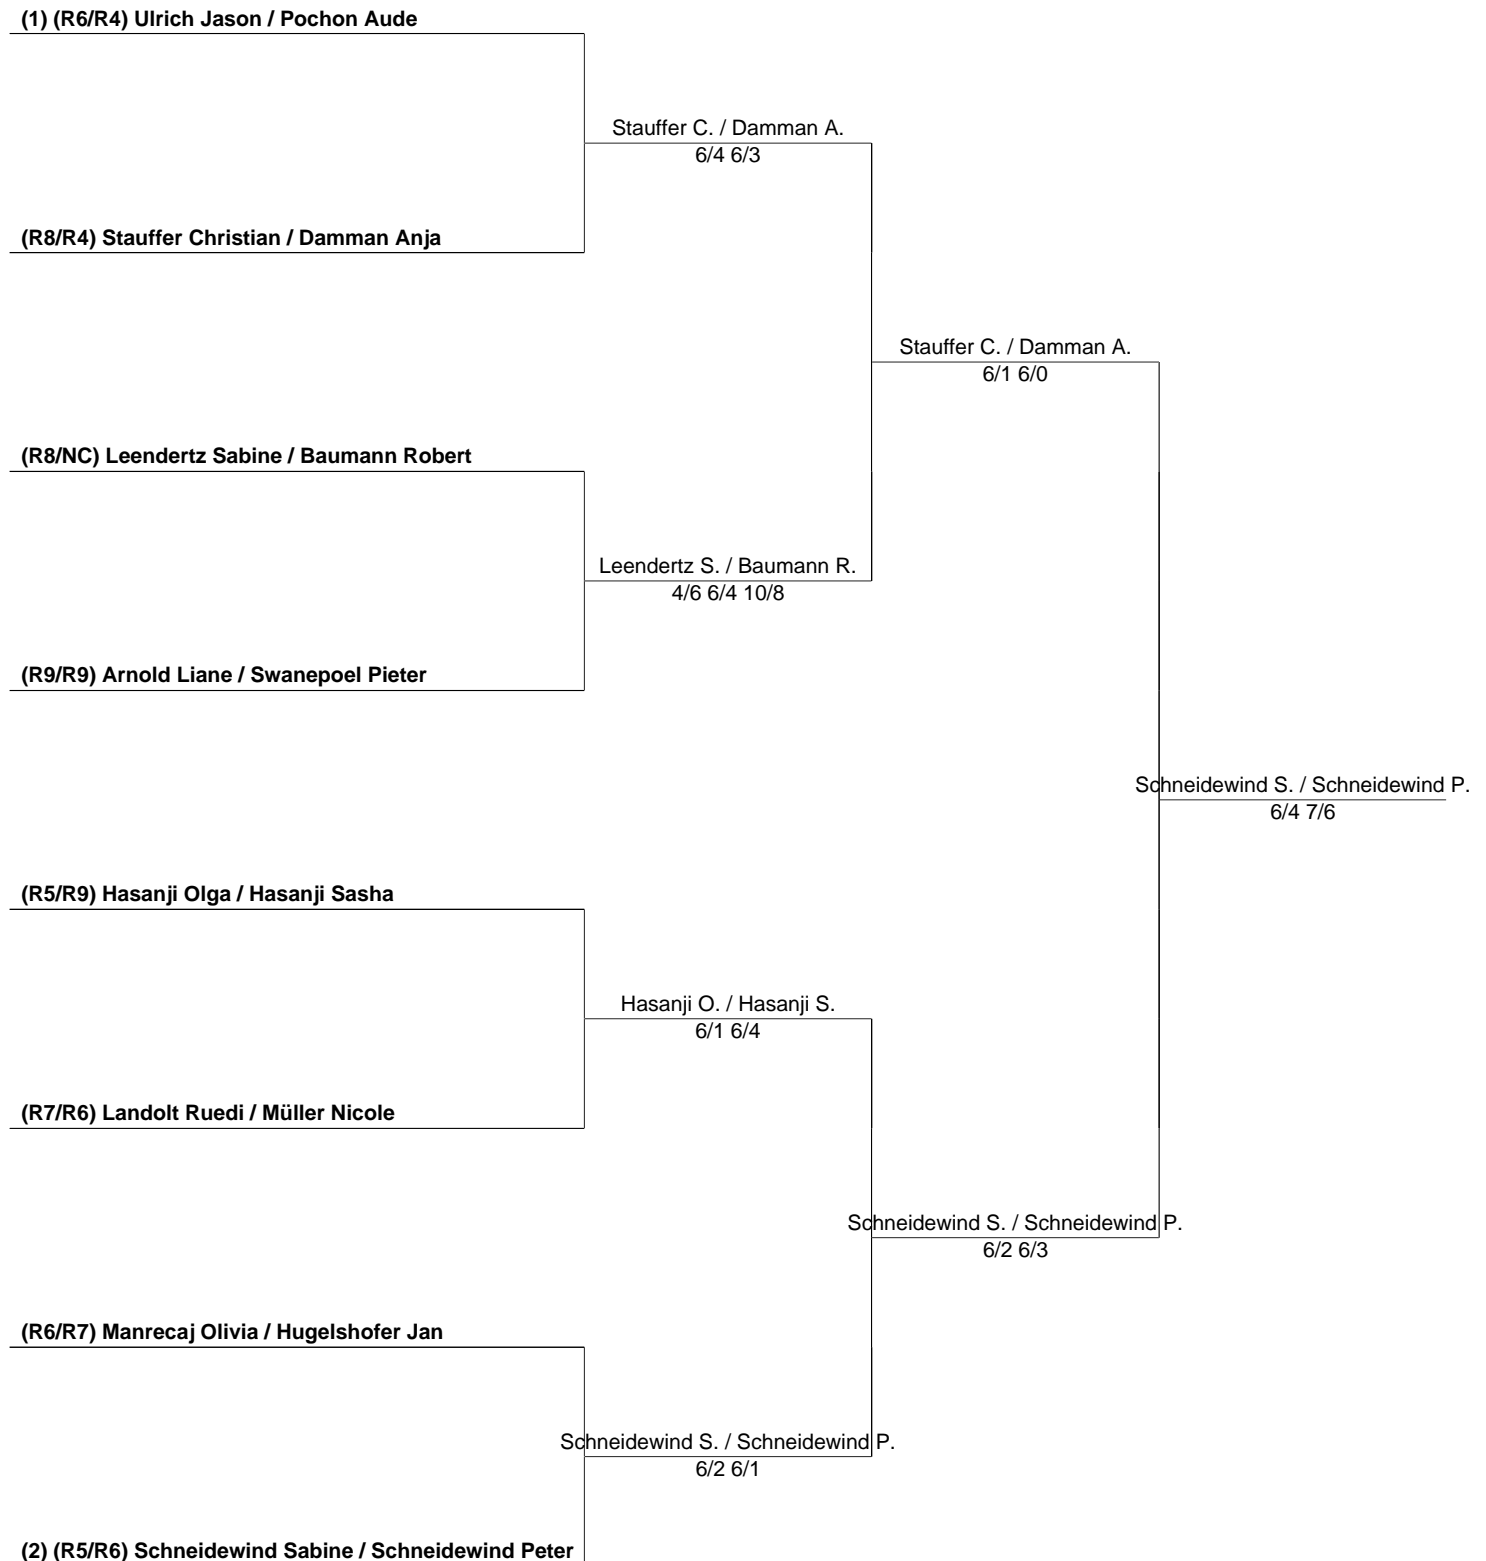 (1) (R6/R4) Ulrich Jason / Pochon Aude
Stauffer C. / Damman A.
6/4 6/3
(R8/R4) Stauffer Christian / Damman Anja
Stauffer C. / Damman A.
6/1 6/0
(R8/NC) Leendertz Sabine / Baumann Robert
Leendertz S. / Baumann R.
4/6 6/4 10/8
(R9/R9) Arnold Liane / Swanepoel Pieter
Schneidewind S. / Schneidewind P.
6/4 7/6
(R5/R9) Hasanji Olga / Hasanji Sasha
Hasanji O. / Hasanji S.
6/1 6/4
(R7/R6) Landolt Ruedi / Müller Nicole
Schneidewind S. / Schneidewind P.
6/2 6/3
(R6/R7) Manrecaj Olivia / Hugelshofer Jan
Schneidewind S. / Schneidewind P.
6/2 6/1
(2) (R5/R6) Schneidewind Sabine / Schneidewind Peter